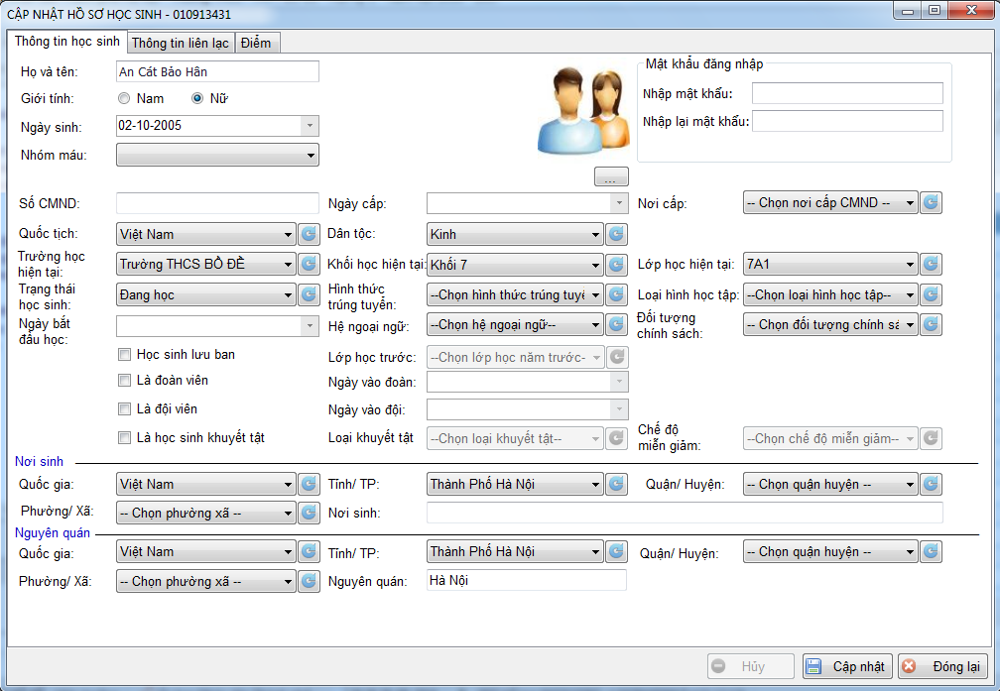 CẬP NHẬT HỒ SƠ HỌC SINH - 010913431
Thông tin học sinh Thông tin liên lạc Điểm
Họ và tên: An Cát Bảo Hân
Mật khẩu đăng nhập
Giới tính: Nam Nữ
Nhập mật khẩu:
Ngày sinh: 02-10-2005
Nhập lại mật khẩu:
Nhóm máu:
...
Số CMND: Ngày cấp: Nơi cấp: -- Chọn nơi cấp CMND --
Quốc tịch: Việt Nam Dân tộc: Kinh
Trường học hiện tại: Trường THCS BỒ ĐỀ Khối học hiện tại: Khối 7 Lớp học hiện tại: 7A1
Trạng thái học sinh: Đang học Hình thức trúng tuyển: --Chọn hình thức trúng tuyể Loại hình học tập: --Chọn loại hình học tập--
Ngày bắt đầu học: Hệ ngoại ngữ: --Chọn hệ ngoại ngữ-- Đối tượng chính sách: -- Chọn đối tượng chính sá
Học sinh lưu ban Lớp học trước: --Chọn lớp học năm trước-
Là đoàn viên Ngày vào đoàn:
Là đội viên Ngày vào đội:
Là học sinh khuyết tật Loại khuyết tật --Chọn loại khuyết tật-- Chế độ miễn giảm: --Chọn chế độ miễn giảm--
Nơi sinh
Quốc gia: Việt Nam Tỉnh/ TP: Thành Phố Hà Nội Quận/ Huyện: -- Chọn quận huyện --
Phường/ Xã: -- Chọn phường xã -- Nơi sinh:
Nguyên quán
Quốc gia: Việt Nam Tỉnh/ TP: Thành Phố Hà Nội Quận/ Huyện: -- Chọn quận huyện --
Phường/ Xã: -- Chọn phường xã -- Nguyên quán: Hà Nội
Hủy Cập nhật Đóng lại